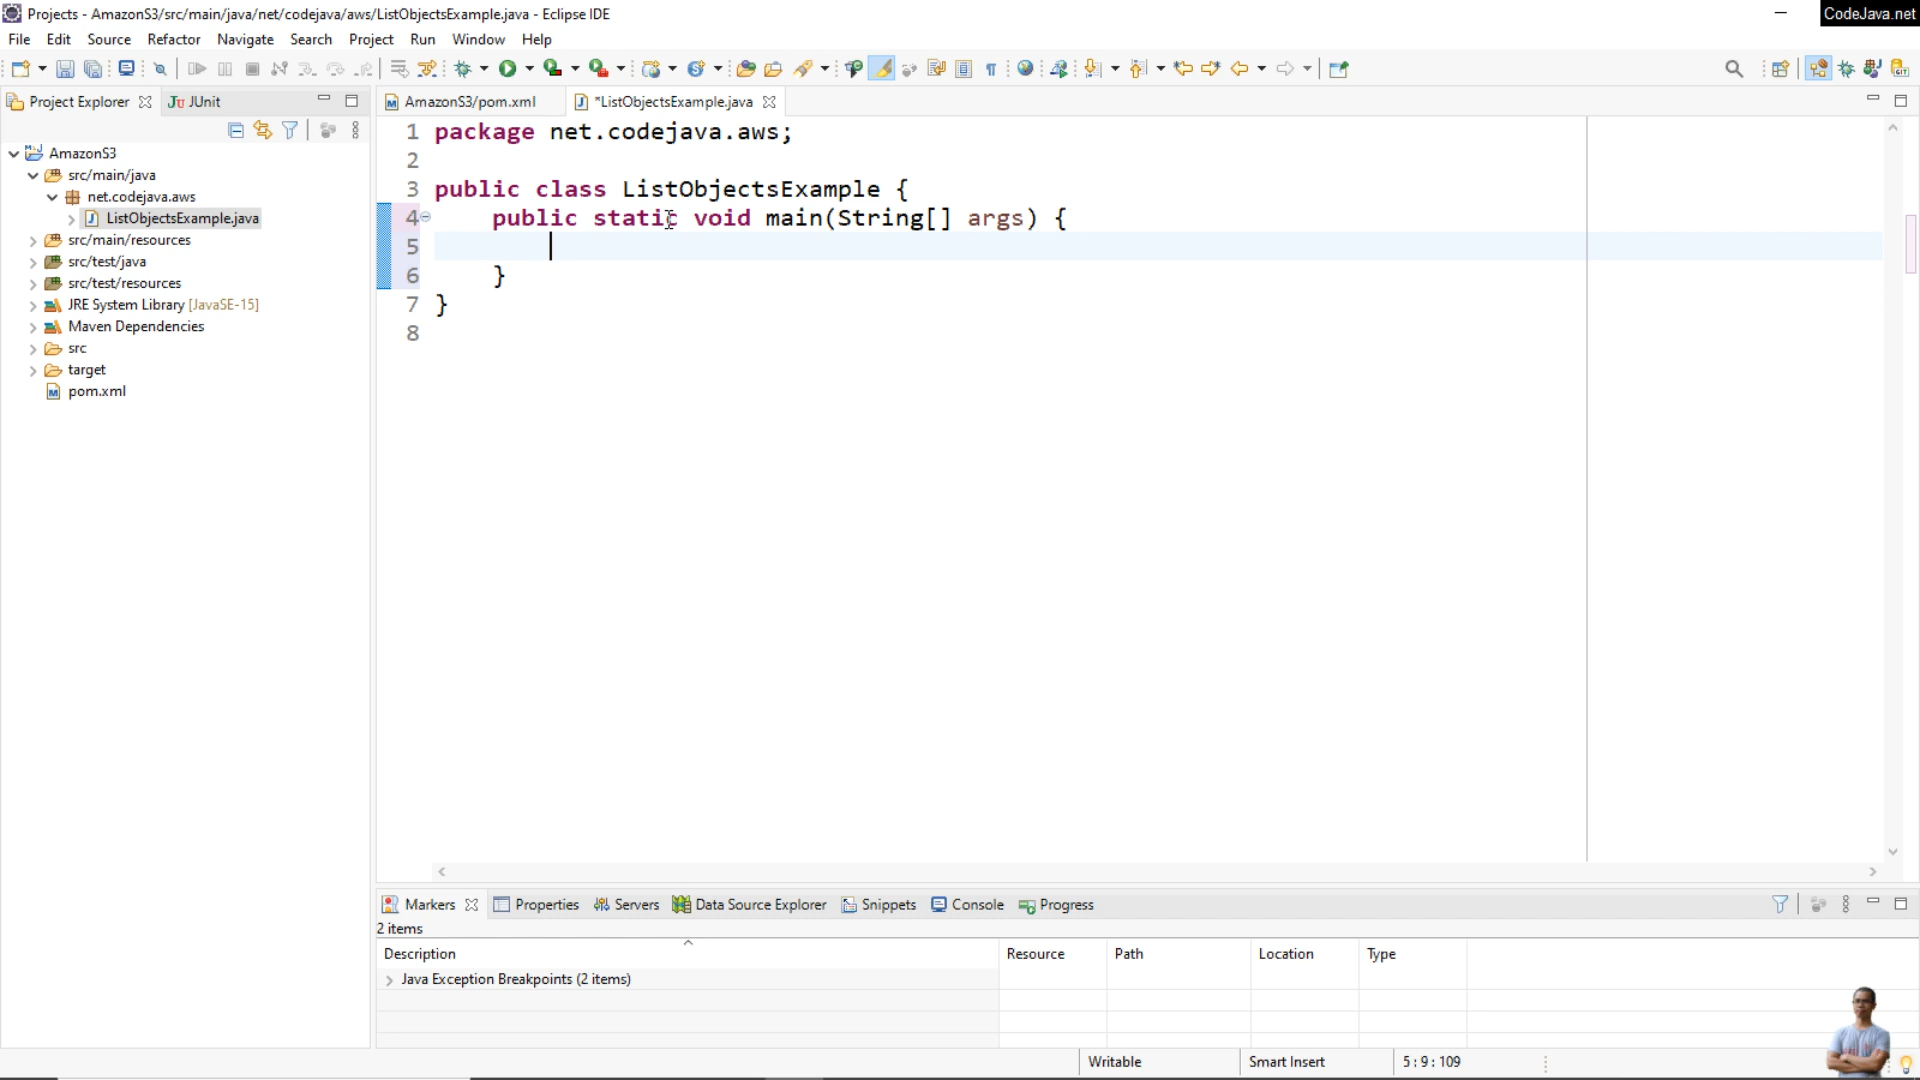 Projects - AmazonS3/src/main/java/net/codejava/aws/ListObjectsExample.java - Eclipse IDE
CodeJava.net
File Edit Source Refactor Navigate Search Project Run Window Help
Project Explorer JUnit
AmazonS3/pom.xml *ListObjectsExample.java
AmazonS3
src/main/java
net.codejava.aws
ListObjectsExample.java
src/main/resources
src/test/java
src/test/resources
JRE System Library [JavaSE-15]
Maven Dependencies
src
target
pom.xml
1 package net.codejava.aws;
2
3 public class ListObjectsExample {
4 public static void main(String[] args) {
5
6 }
7 }
8
Markers Properties Servers Data Source Explorer Snippets Console Progress
2 items
Description Resource Path Location Type
Java Exception Breakpoints (2 items)
Writable Smart Insert 5 : 9 : 109